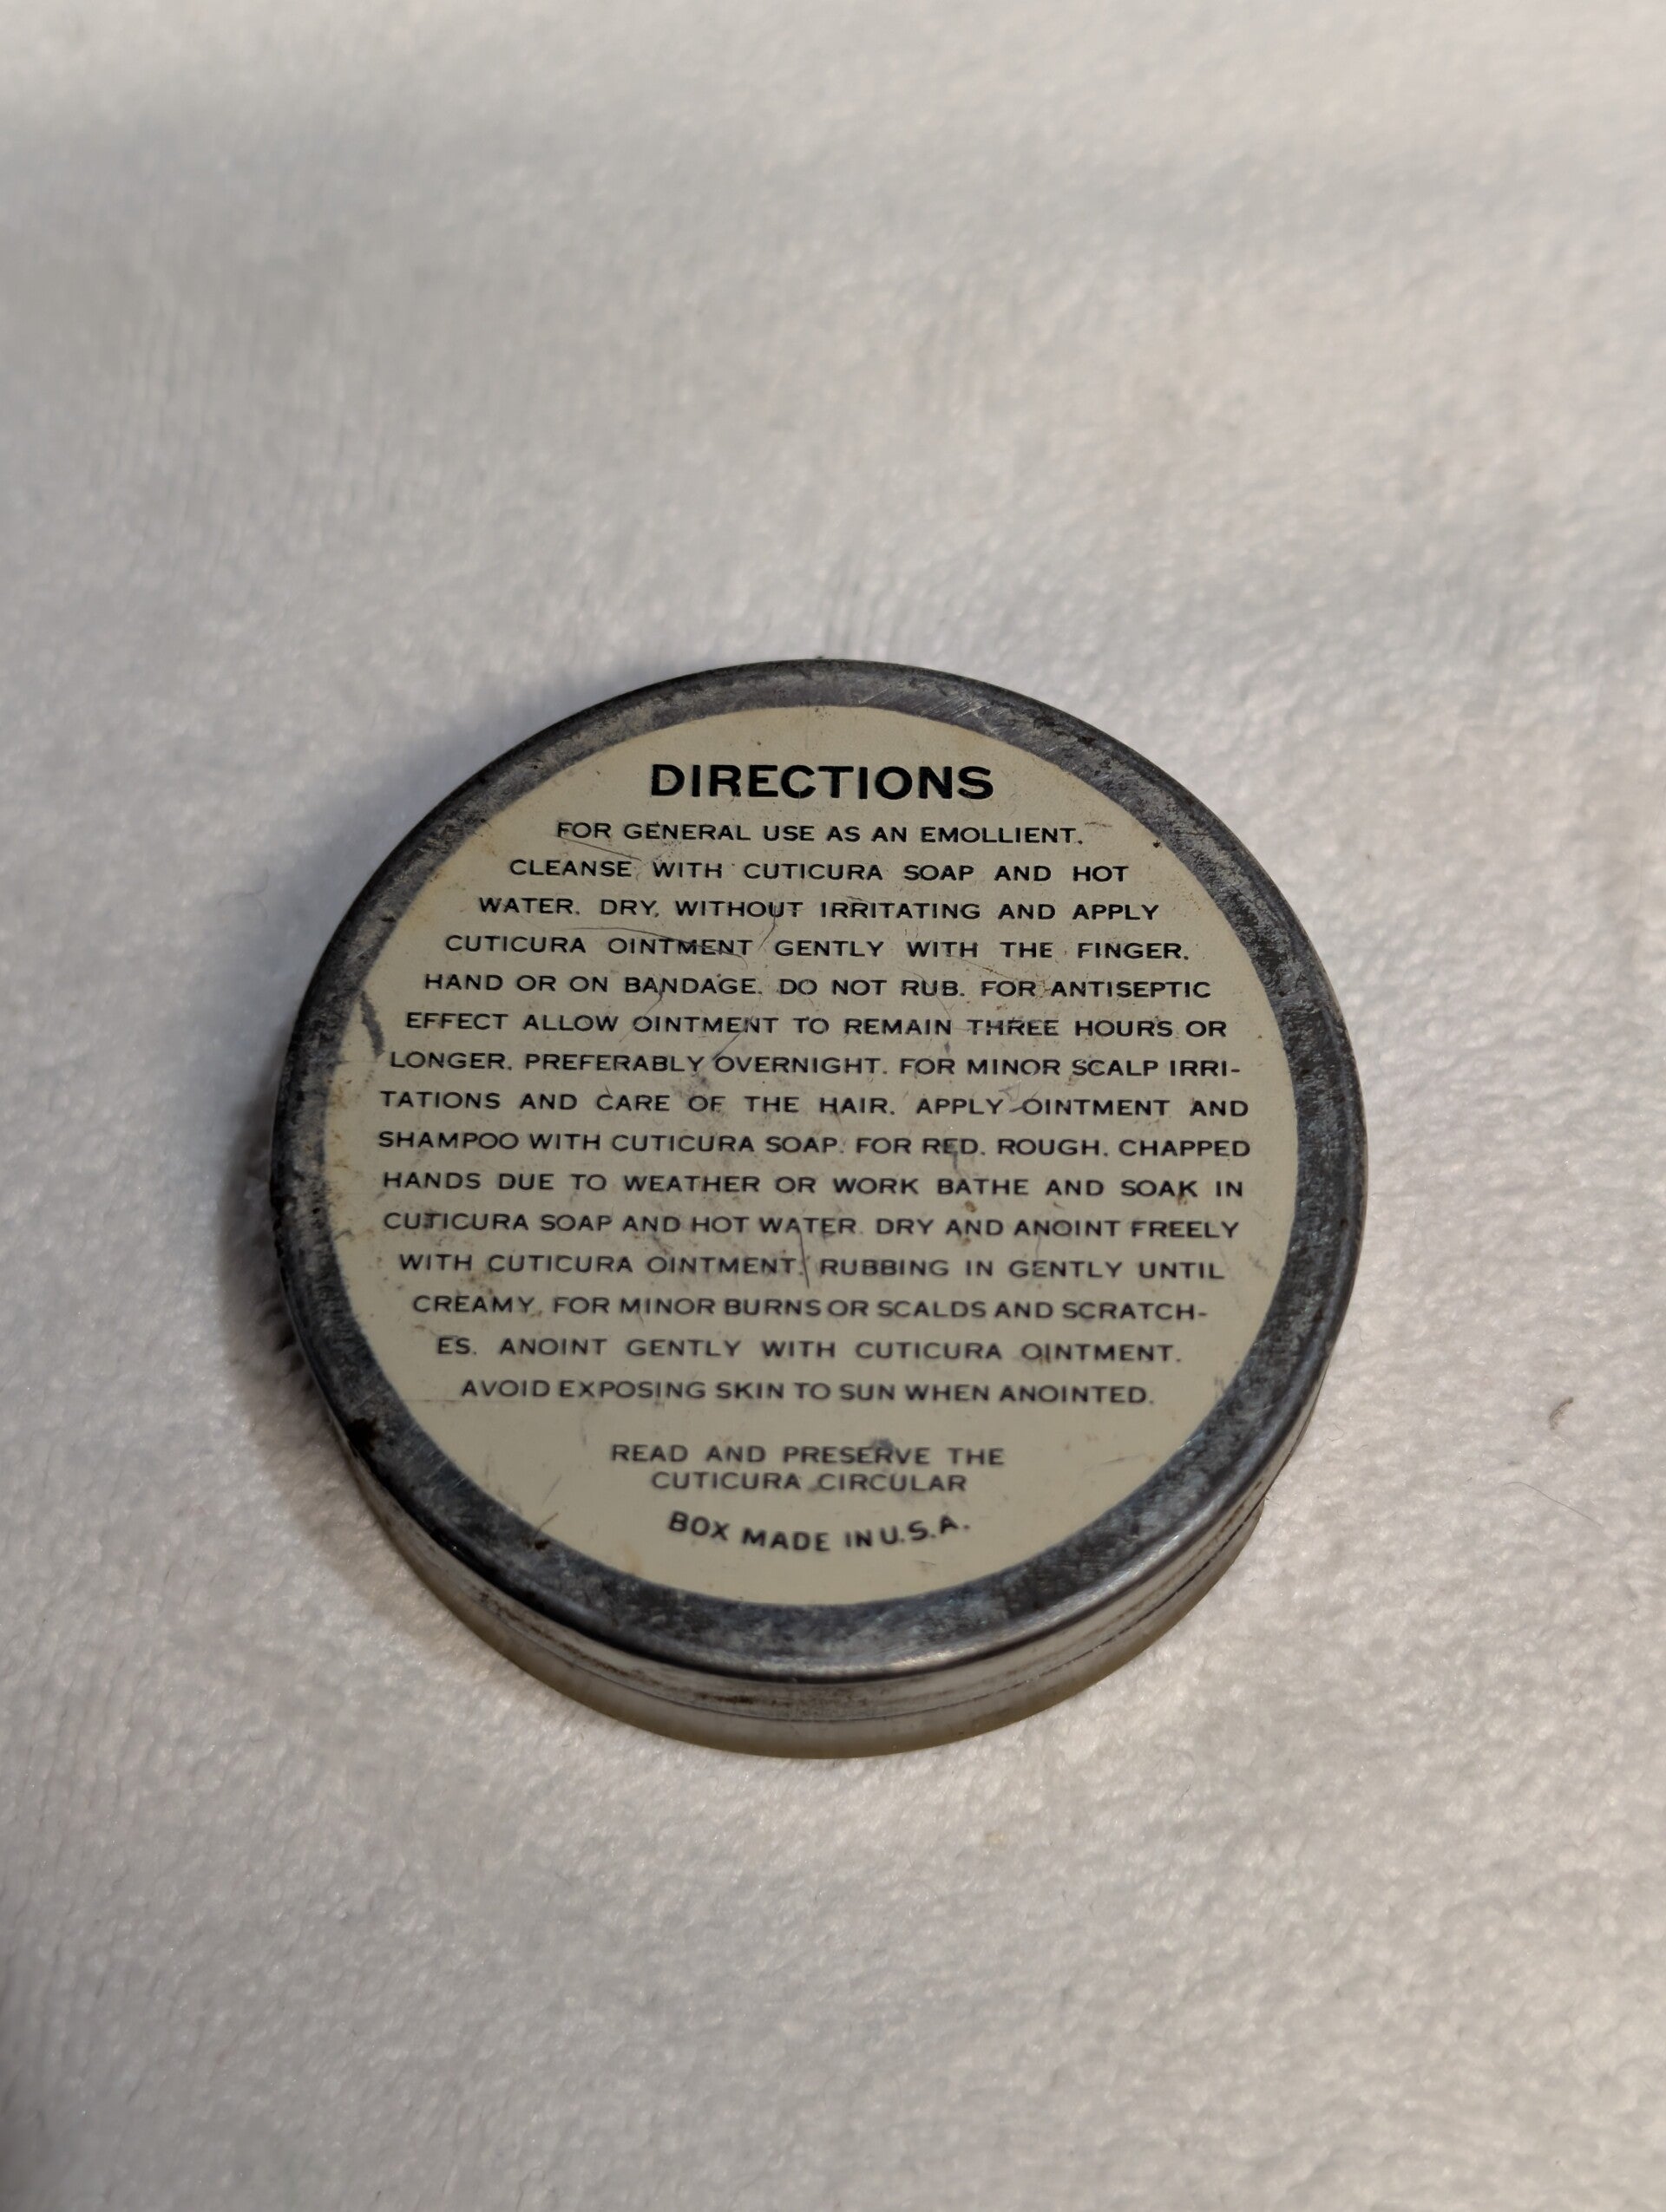 DIRECTIONS
FOR GENERAL USE AS AN EMOLLIENT,
CLEANSE WITH CUTICURA SOAP AND HOT
WATER. DRY, WITHOUT IRRITATING AND APPLY
CUTICURA OINTMENT GENTLY WITH THE FINGER,
HAND OR ON BANDAGE. DO NOT RUB. FOR ANTISEPTIC
EFFECT ALLOW OINTMENT TO REMAIN THREE HOURS OR
LONGER, PREFERABLY OVERNIGHT. FOR MINOR SCALP IRRI-
TATIONS AND CARE OF THE HAIR, APPLY OINTMENT AND
SHAMPOO WITH CUTICURA SOAP. FOR RED, ROUGH, CHAPPED
HANDS DUE TO WEATHER OR WORK BATHE AND SOAK IN
CUTICURA SOAP AND HOT WATER. DRY AND ANOINT FREELY
WITH CUTICURA OINTMENT, RUBBING IN GENTLY UNTIL
CREAMY. FOR MINOR BURNS OR SCALDS AND SCRATCH-
ES, ANOINT GENTLY WITH CUTICURA OINTMENT.
AVOID EXPOSING SKIN TO SUN WHEN ANOINTED.
READ AND PRESERVE THE
CUTICURA CIRCULAR
BOX MADE IN U.S.A.